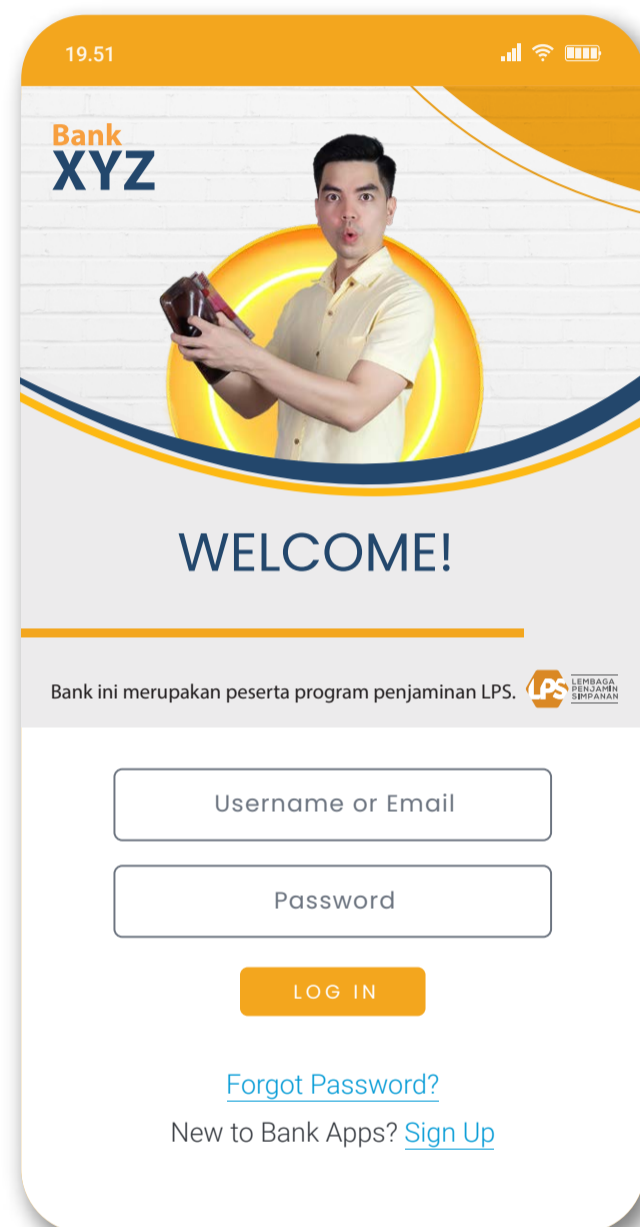 19.51
Bank
XYZ
WELCOME!
Bank ini merupakan peserta program penjaminan LPS.
LPS
LEMBAGA
PENJAMIN
SIMPANAN
Username or Email
Password
LOG IN
Forgot Password?
New to Bank Apps? Sign Up